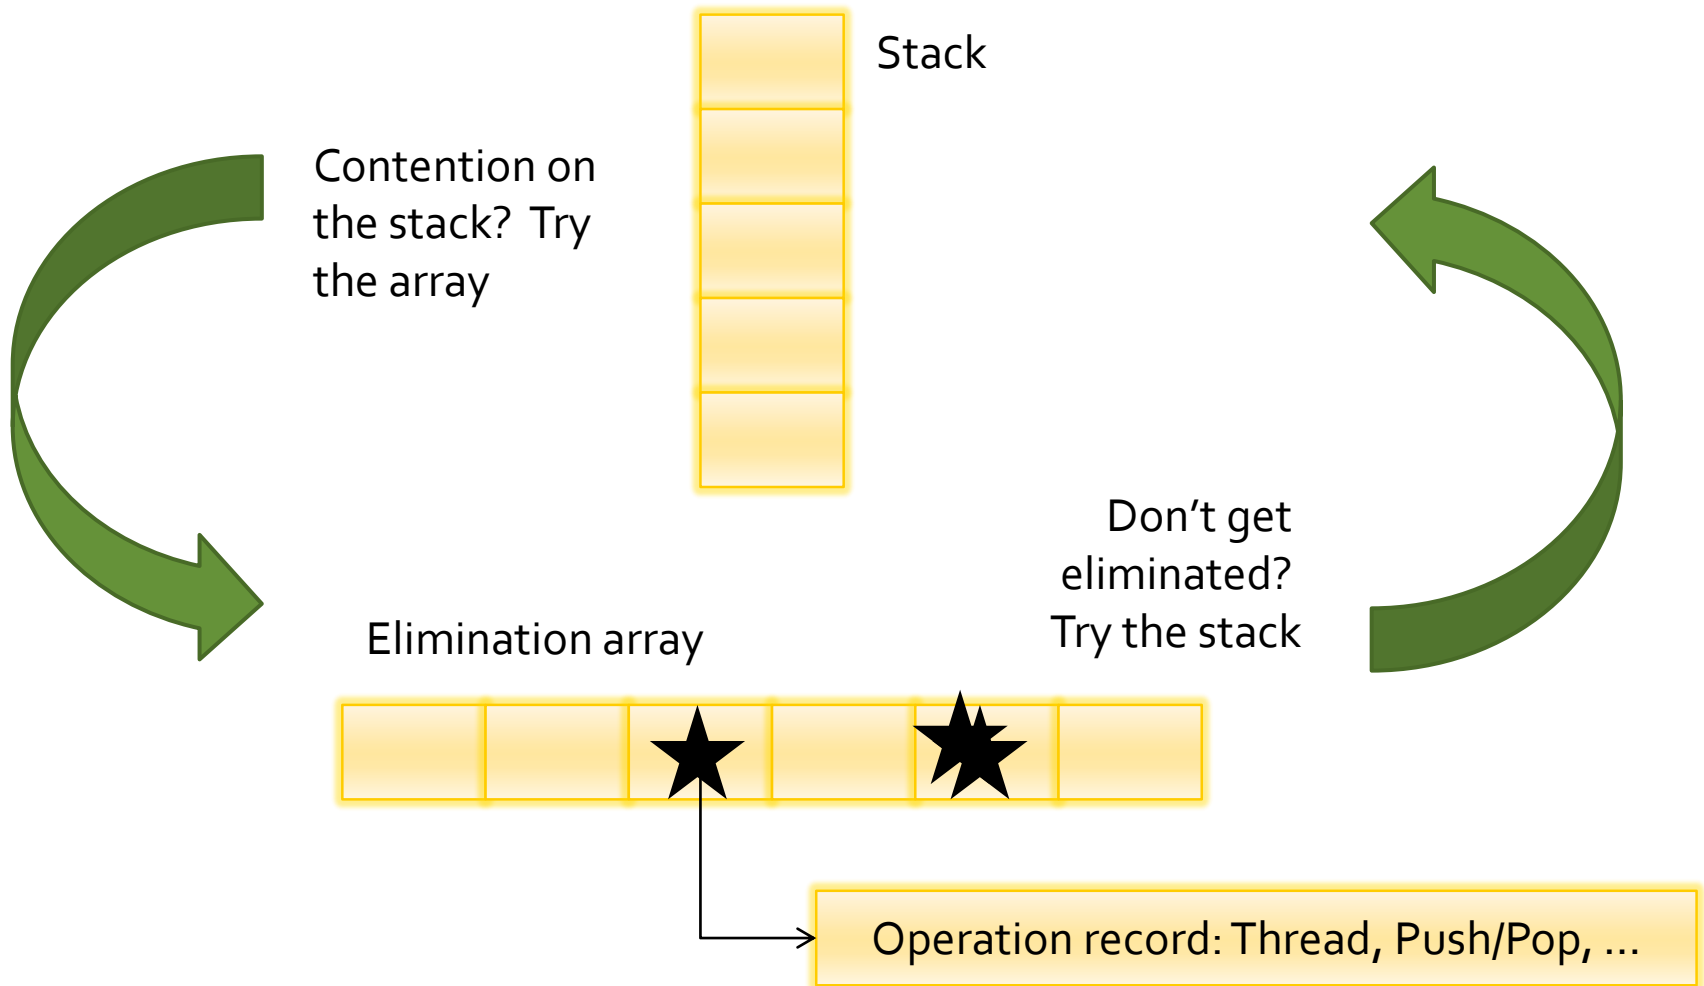 Stack
Contention on
the stack?  Try
the array
Don’t get
eliminated?
Try the stack
Elimination array
Operation record: Thread, Push/Pop, …